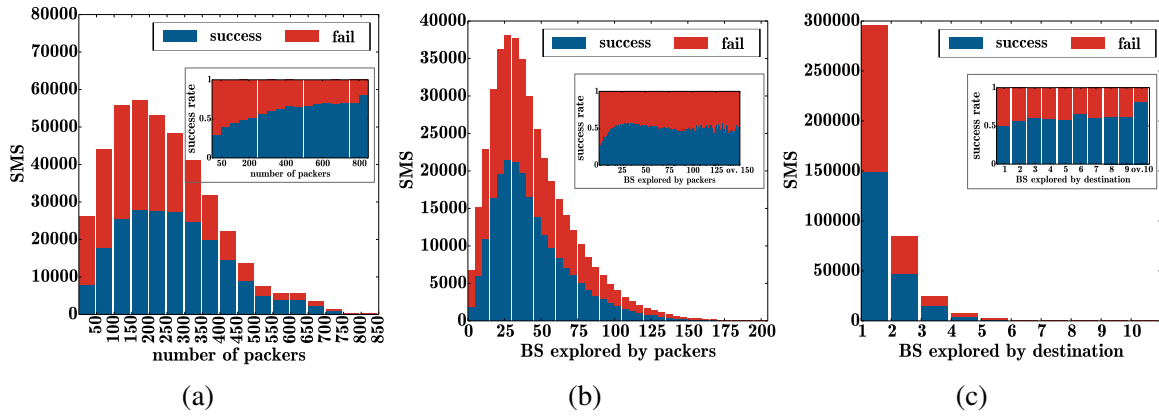 80000
70000
60000
50000
40000
30000
20000
10000
0
SMS
success fail
1
0.5
0
success rate
50 200 400 600 800
number of packers
50 100 150 200 250 300 350 400 450 500 550 600 650 700 750 800 850
number of packers
(a)
40000
35000
30000
25000
20000
15000
10000
5000
0
SMS
success fail
1
0.5
0
success rate
25 50 75 100 125 ov. 150
BS explored by packers
0 25 50 75 100 125 150 175 200
BS explored by packers
(b)
300000
250000
200000
150000
100000
50000
0
SMS
success fail
1
0.5
0
success rate
1 2 3 4 5 6 7 8 9 ov.10
BS explored by destination
1 2 3 4 5 6 7 8 9 10
BS explored by destination
(c)